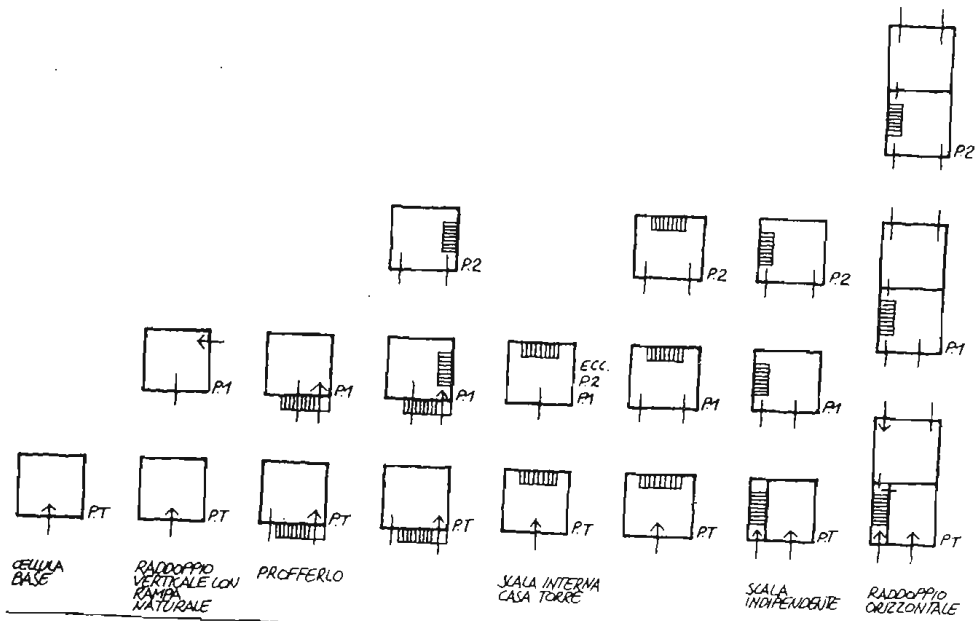 P.2
P.2
P.2
P.2
P.1
P.1
P.1
P.1
ECC.
P.2
P.1
P.1
P.1
P.T
P.T
P.T
P.T
P.T
P.T
P.T
P.T
CELLULA
BASE
RADDOPPIO
VERTICALE CON
RAMPA
NATURALE
PROFFERLO
SCALA INTERNA
CASA TORRE
SCALA
INDIPENDENTE
RADDOPPIO
ORIZZONTALE